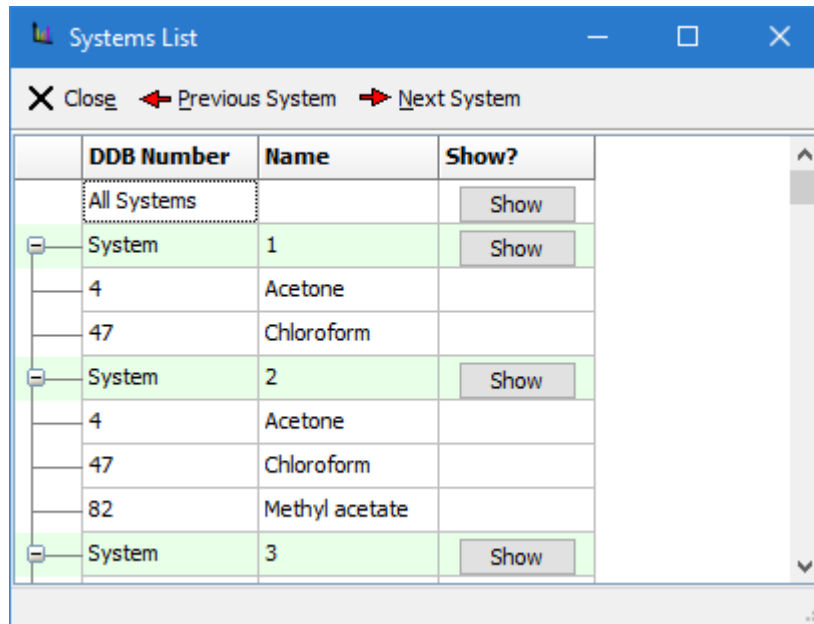 Systems List
Close Previous System Next System
DDB Number Name Show?
All Systems Show
System 1 Show
4 Acetone
47 Chloroform
System 2 Show
4 Acetone
47 Chloroform
82 Methyl acetate
System 3 Show